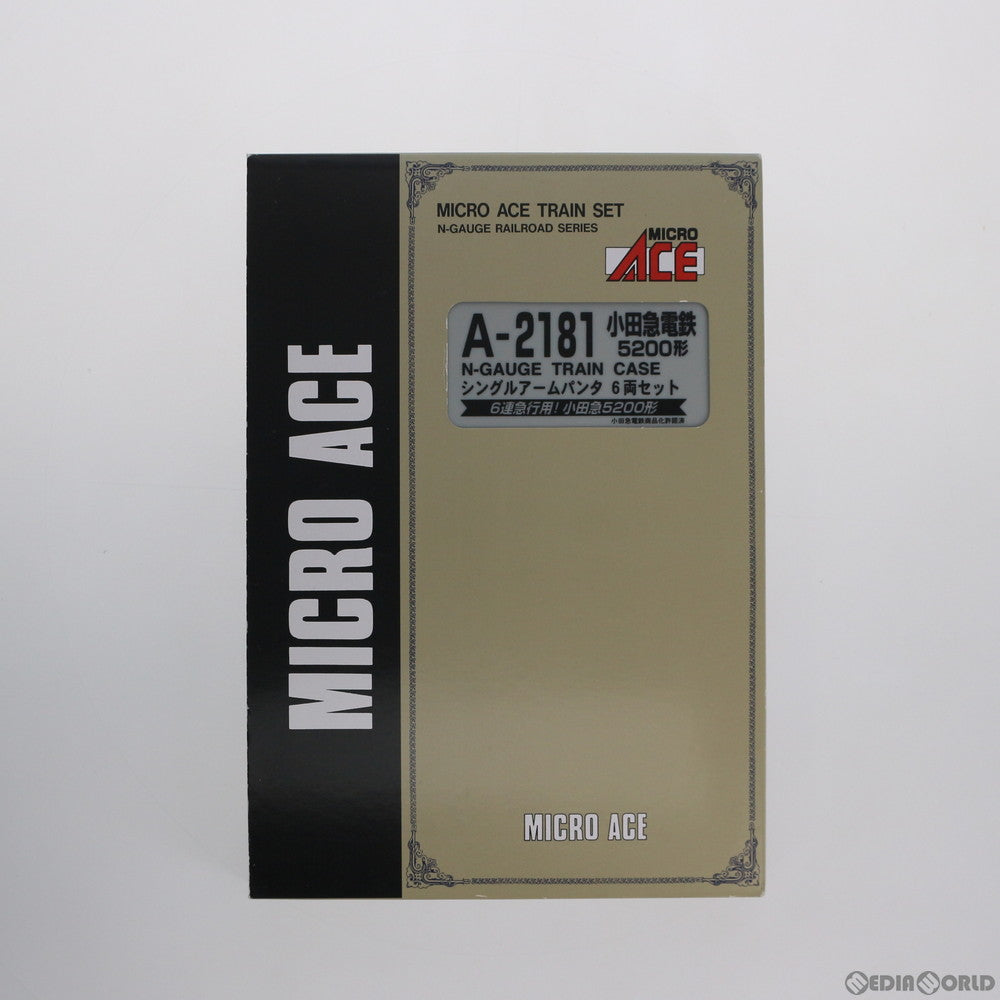 MICRO ACE
MICRO ACE TRAIN SET
N-GAUGE RAILROAD SERIES
MICRO
ACE
A-2181 小田急電鉄
5200形
N-GAUGE TRAIN CASE
シングルアームパンタ 6両セット
6連急行用!小田急5200形
小田急電鉄商品化許諾済
MICRO ACE
MEDIAWORLD